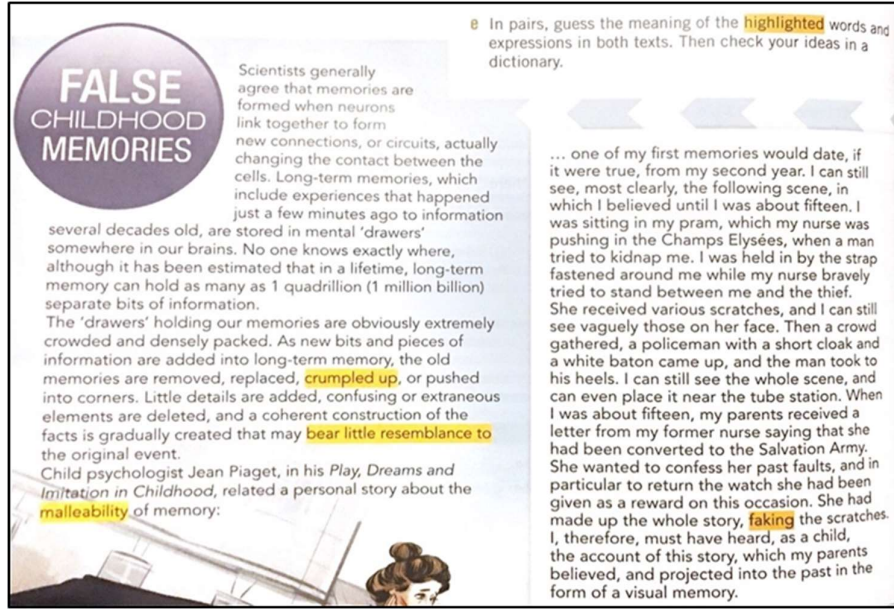 e In pairs, guess the meaning of the highlighted words and
expressions in both texts. Then check your ideas in a
dictionary.
FALSE
CHILDHOOD
MEMORIES
Scientists generally
agree that memories are
formed when neurons
link together to form
new connections, or circuits, actually
changing the contact between the
cells. Long-term memories, which
include experiences that happened
just a few minutes ago to information
several decades old, are stored in mental 'drawers'
somewhere in our brains. No one knows exactly where,
although it has been estimated that in a lifetime, long-term
memory can hold as many as 1 quadrillion (1 million billion)
separate bits of information.
The 'drawers' holding our memories are obviously extremely
crowded and densely packed. As new bits and pieces of
information are added into long-term memory, the old
memories are removed, replaced, crumpled up, or pushed
into corners. Little details are added, confusing or extraneous
elements are deleted, and a coherent construction of the
facts is gradually created that may bear little resemblance to
the original event.
Child psychologist Jean Piaget, in his Play, Dreams and
Imitation in Childhood, related a personal story about the
malleability of memory:
... one of my first memories would date, if
it were true, from my second year. I can still
see, most clearly, the following scene, in
which I believed until I was about fifteen. I
was sitting in my pram, which my nurse was
pushing in the Champs Elysées, when a man
tried to kidnap me. I was held in by the strap
fastened around me while my nurse bravely
tried to stand between me and the thief.
She received various scratches, and I can still
see vaguely those on her face. Then a crowd
gathered, a policeman with a short cloak and
a white baton came up, and the man took to
his heels. I can still see the whole scene, and
can even place it near the tube station. When
I was about fifteen, my parents received a
letter from my former nurse saying that she
had been converted to the Salvation Army.
She wanted to confess her past faults, and in
particular to return the watch she had been
given as a reward on this occasion. She had
made up the whole story, faking the scratches.
I, therefore, must have heard, as a child,
the account of this story, which my parents
believed, and projected into the past in the
form of a visual memory.